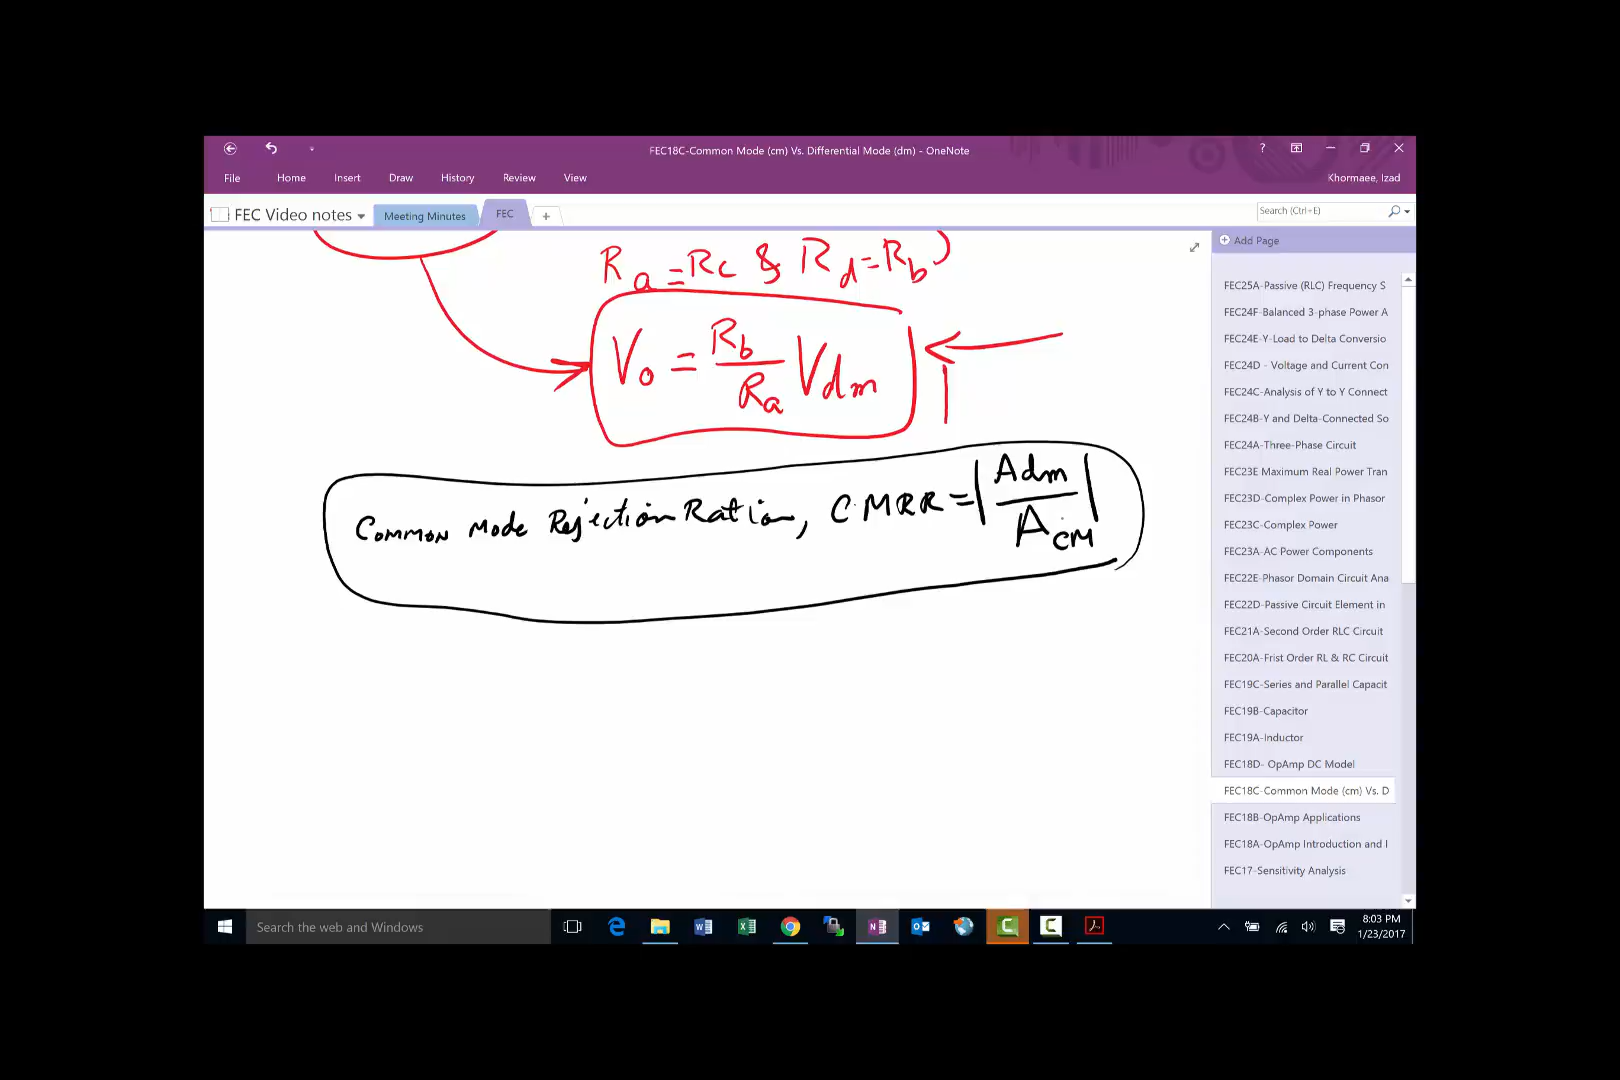 FEC18C-Common Mode (cm) Vs. Differential Mode (dm) - OneNote
?
File Home Insert Draw History Review View
Khormaee, Izad
FEC Video notes Meeting Minutes FEC +
Search (Ctrl+E)
Add Page
Ra = Rc & Rd = Rb )
Vo = Rb/Ra Vdm
Common Mode Rejection Ration, CMRR = |Adm/Acm|
FEC25A-Passive (RLC) Frequency S
FEC24F-Balanced 3-phase Power A
FEC24E-Y-Load to Delta Conversio
FEC24D - Voltage and Current Con
FEC24C-Analysis of Y to Y Connect
FEC24B-Y and Delta-Connected So
FEC24A-Three-Phase Circuit
FEC23E Maximum Real Power Tran
FEC23D-Complex Power in Phasor
FEC23C-Complex Power
FEC23A-AC Power Components
FEC22E-Phasor Domain Circuit Ana
FEC22D-Passive Circuit Element in
FEC21A-Second Order RLC Circuit
FEC20A-Frist Order RL & RC Circuit
FEC19C-Series and Parallel Capacit
FEC19B-Capacitor
FEC19A-Inductor
FEC18D- OpAmp DC Model
FEC18C-Common Mode (cm) Vs. D
FEC18B-OpAmp Applications
FEC18A-OpAmp Introduction and I
FEC17-Sensitivity Analysis
Search the web and Windows
8:03 PM
1/23/2017